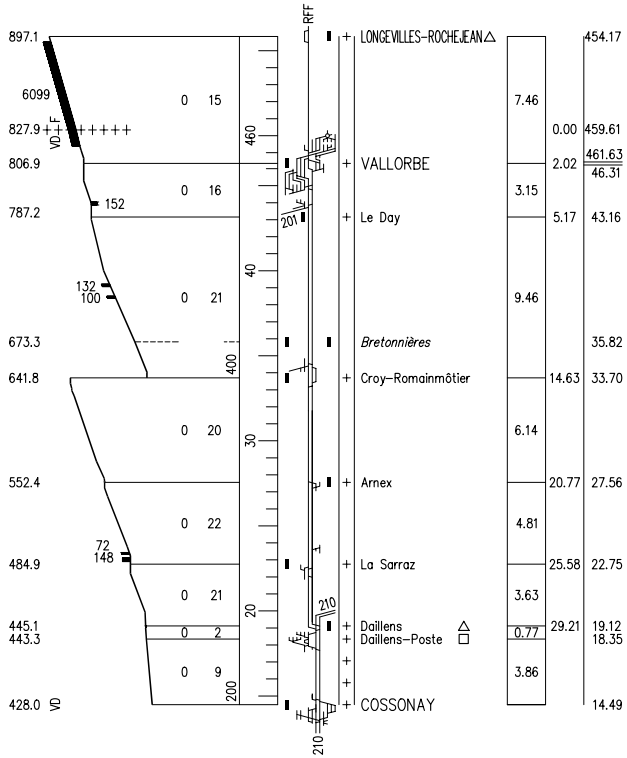 RFF
897.1 LONGEVILLES-ROCHEJEAN 454.17
6099 0 15 7.46
827.9 VD F 460 0.00 459.61
461.63
806.9 VALLORBE 2.02 46.31
0 16 3.15
152
787.2 201 Le Day 5.17 43.16
40
132
100 0 21 9.46
673.3 Bretonnières 35.82
400
641.8 Croy-Romainmôtier 14.63 33.70
0 20 30 6.14
552.4 Arnex 20.77 27.56
0 22 4.81
72
148
484.9 La Sarraz 25.58 22.75
0 21 3.63
20 210
445.1 Daillens 29.21 19.12
0 2 0.77
443.3 Daillens-Poste 18.35
0 9 3.86
200
428.0 VD COSSONAY 14.49
210